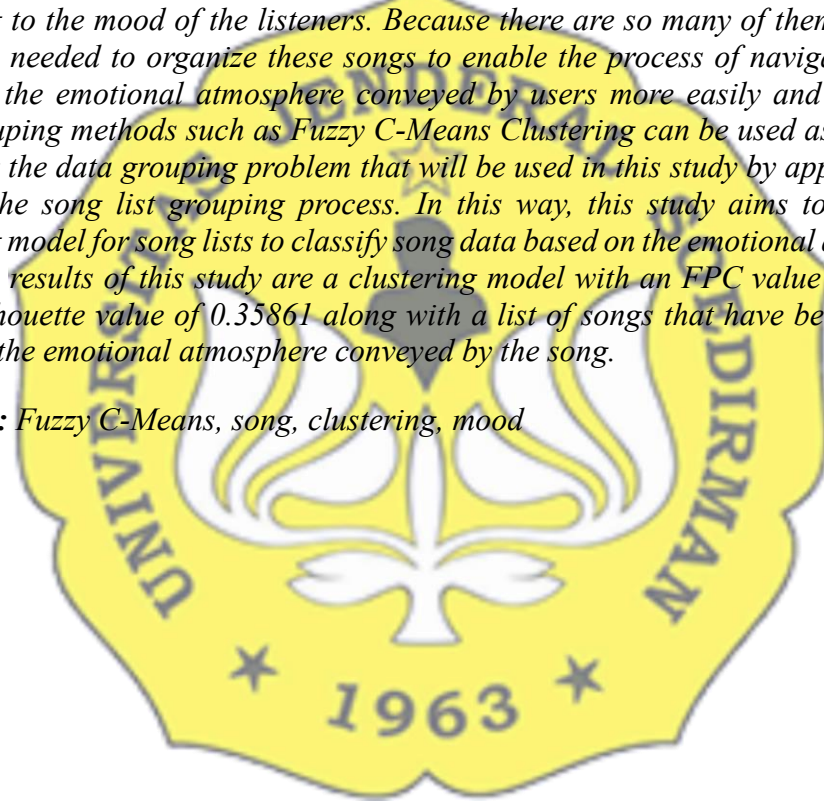 to the mood of the listeners. Because there are so many of them
needed to organize these songs to enable the process of naviga
the emotional atmosphere conveyed by users more easily and
uping methods such as Fuzzy C-Means Clustering can be used as
the data grouping problem that will be used in this study by app
he song list grouping process. In this way, this study aims to
model for song lists to classify song data based on the emotional
results of this study are a clustering model with an FPC value
houette value of 0.35861 along with a list of songs that have be
the emotional atmosphere conveyed by the song.
: Fuzzy C-Means, song, clustering, mood
UNIVERSITAS JENDERAL SOEDIRMAN
1963